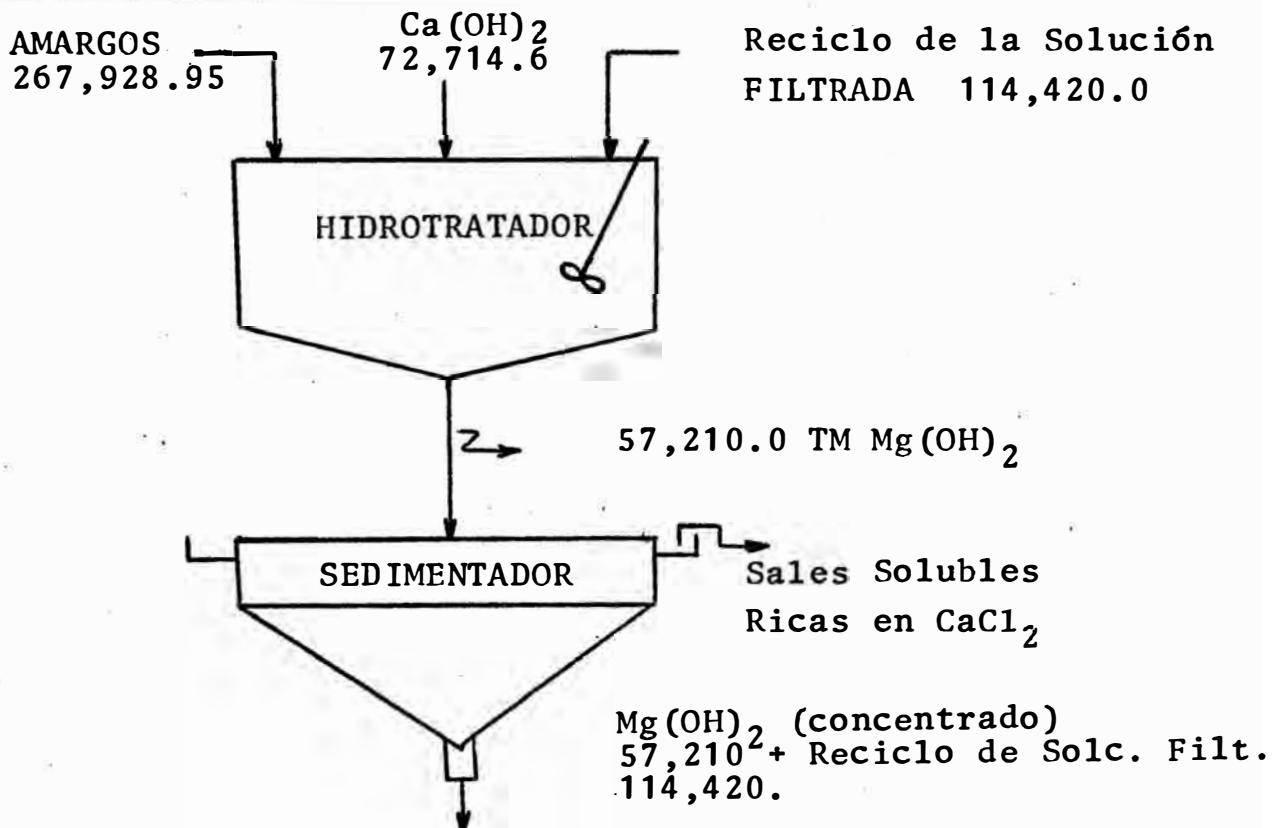 AMARGOS
267,928.95
Ca(OH)2
72,714.6
Reciclo de la Solución
FILTRADA 114,420.0
HIDROTRATADOR
57,210.0 TM Mg(OH)2
SEDIMENTADOR
Sales Solubles
Ricas en CaCl2
Mg(OH)2 (concentrado)
57,210 + Reciclo de Solc. Filt.
114,420.